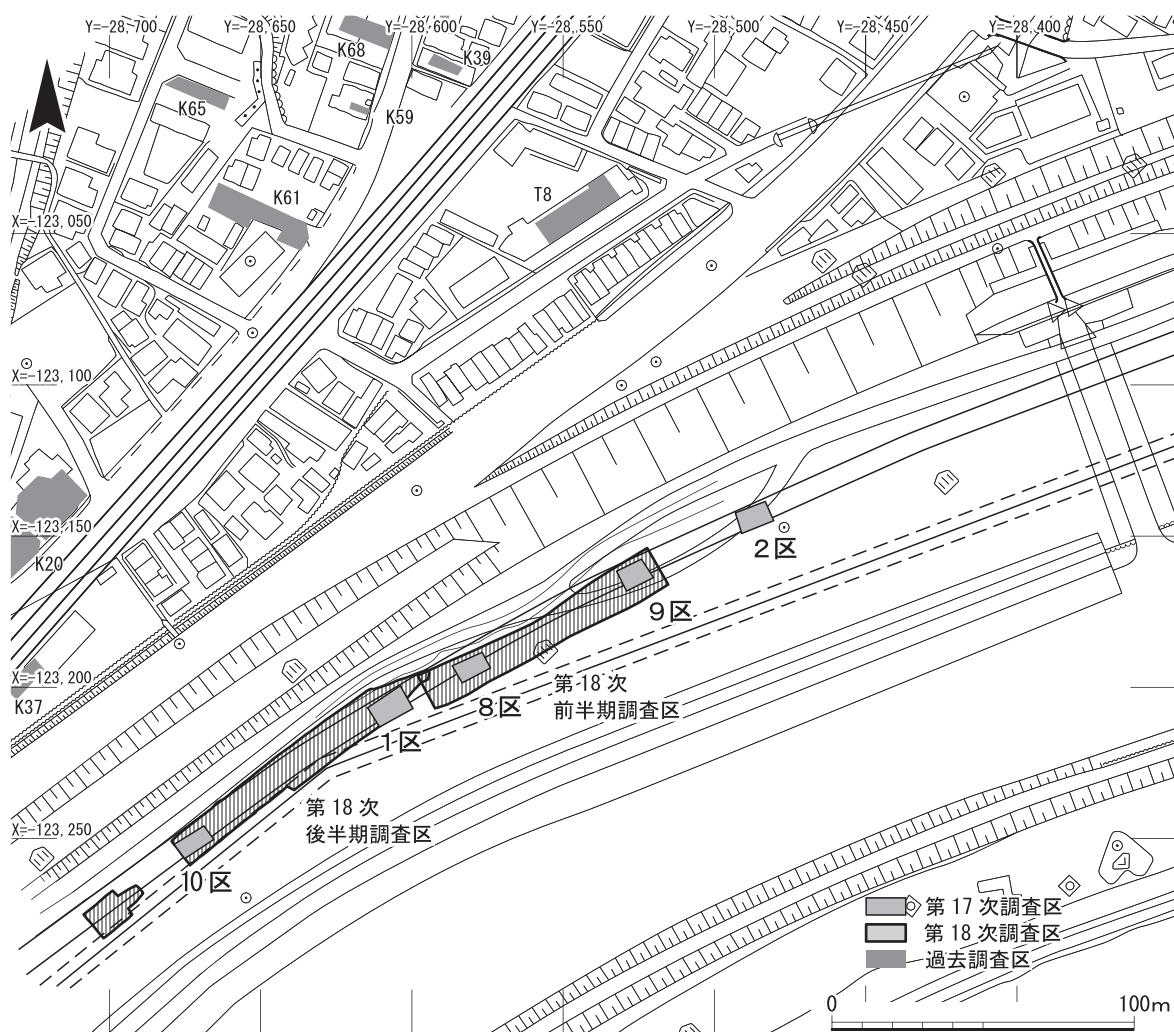 Y=-28,700
Y=-28,650
Y=-28,600
Y=-28,550
Y=-28,500
Y=-28,450
Y=-28,400
K68
K39
K65
K59
K61
T8
X=-123,050
X=-123,100
X=-123,150
K20
2区
9区
X=-123,200
K37
8区
第18次
前半期調査区
1区
第18次
後半期調査区
X=-123,250
10区
第17次調査区
第18次調査区
過去調査区
0
100m